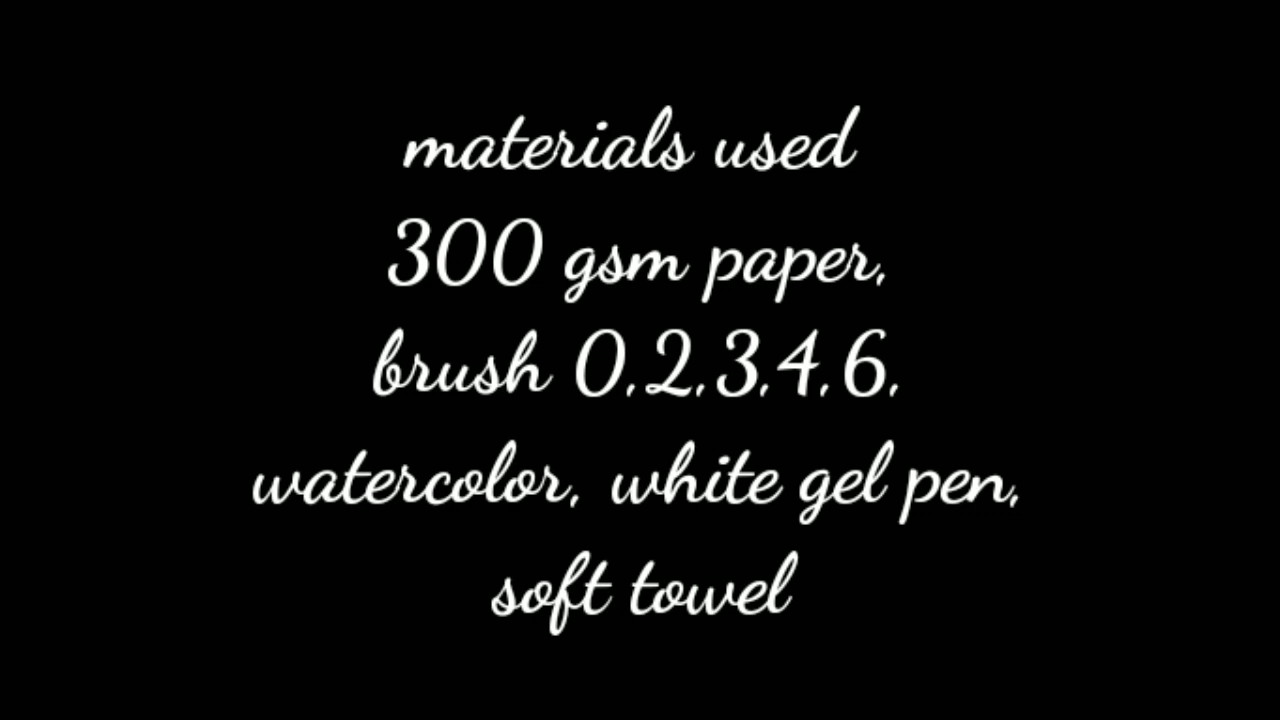 materials used
300 gsm paper,
brush 0,2,3,4,6,
watercolor, white gel pen,
soft towel